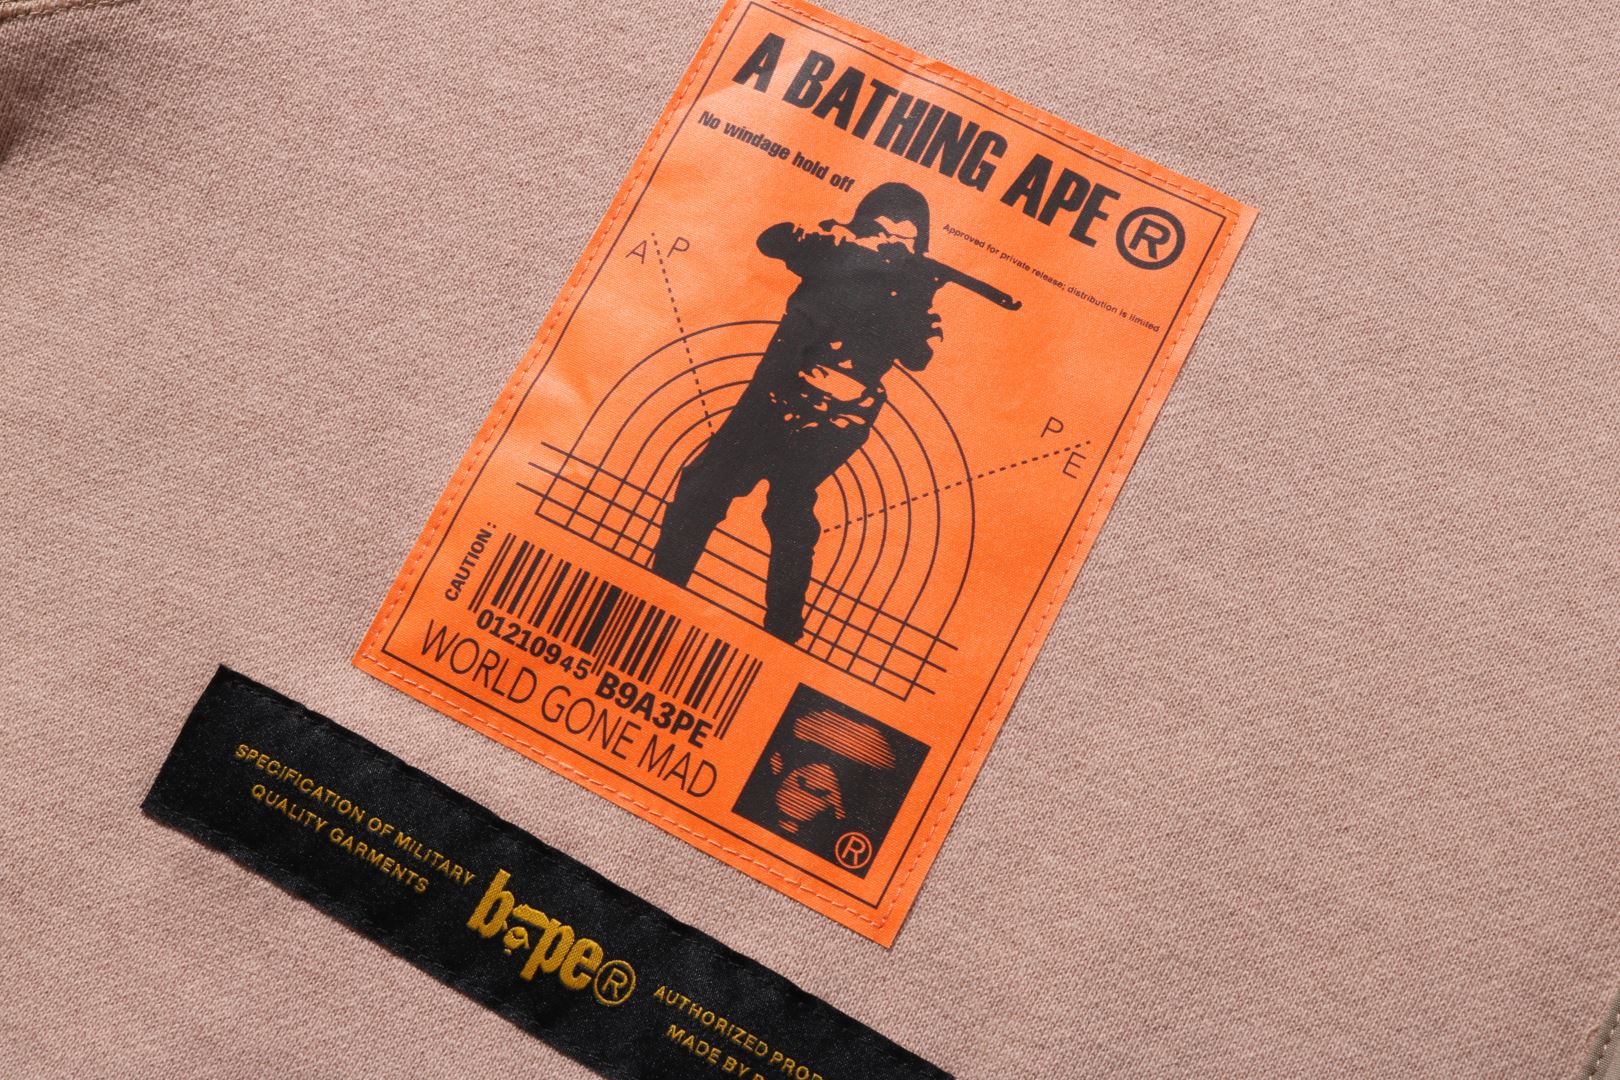 A BATHING APE®
No windage hold off
Approved for private release; distribution is limited
A P
P
E
CAUTION:
01210945 B9A3PE
WORLD GONE MAD
®
SPECIFICATION OF MILITARY
QUALITY GARMENTS
bape®
AUTHORIZED
MADE BY